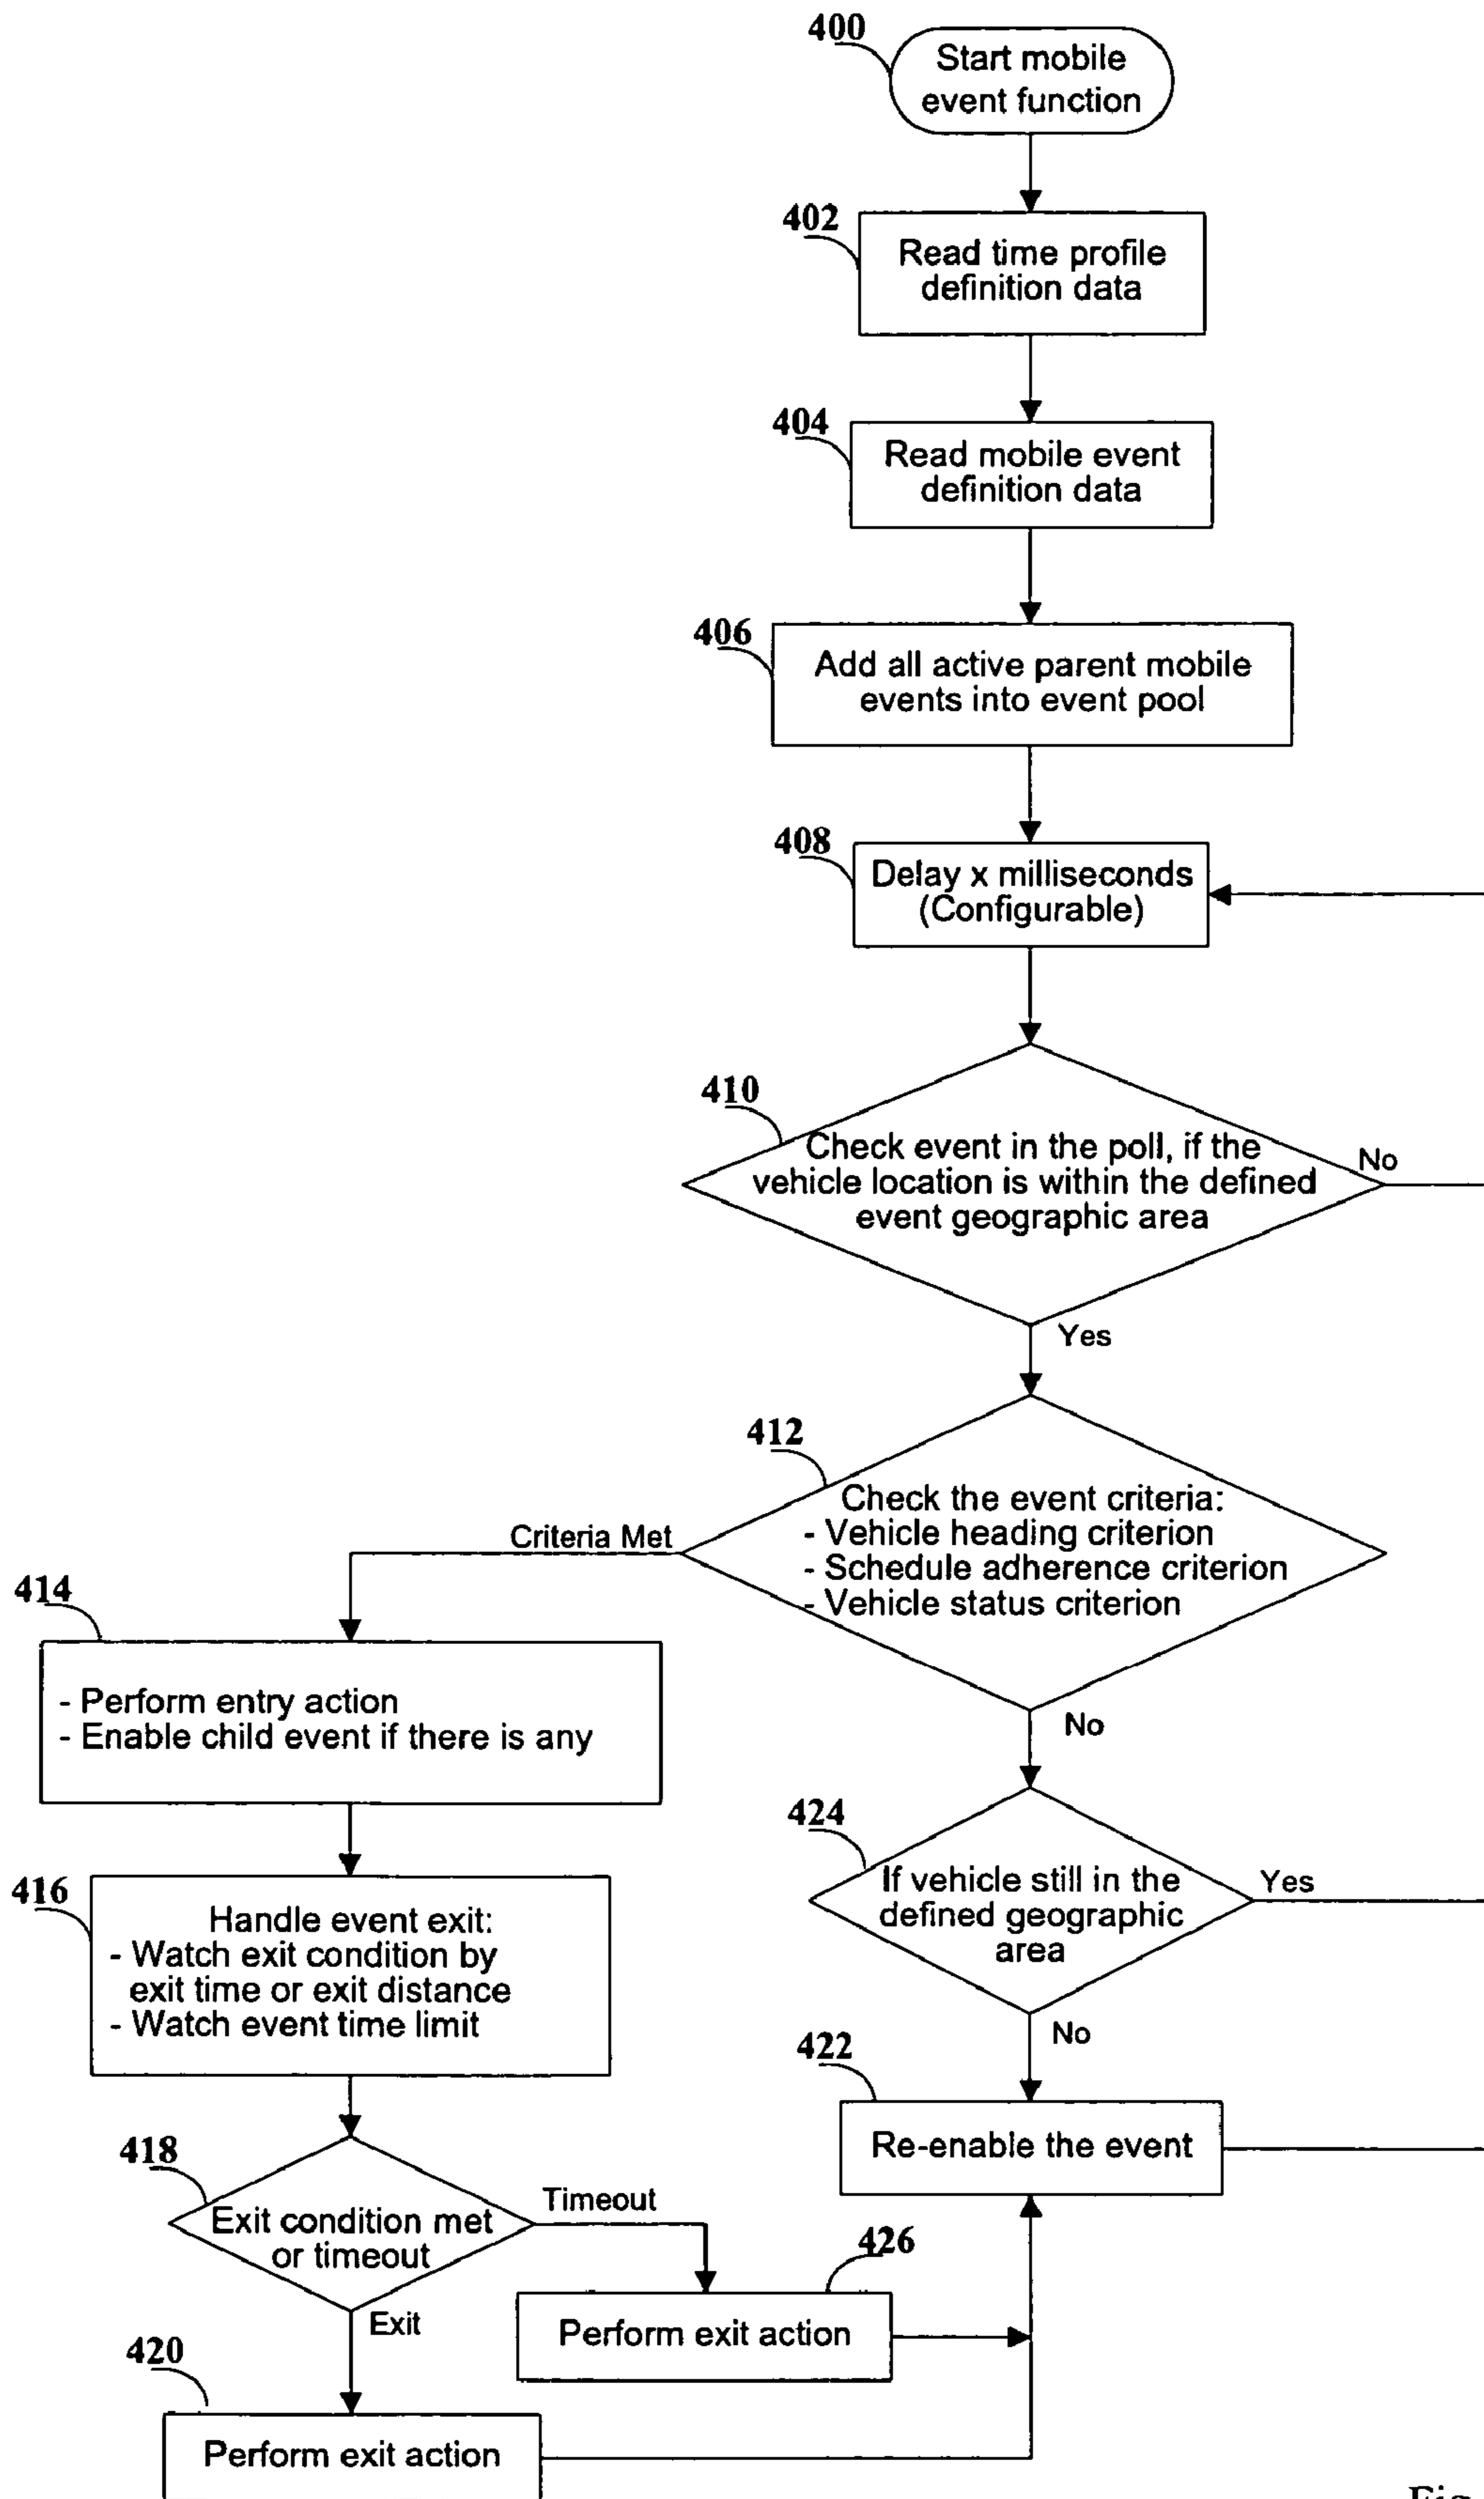 400
Start mobile
event function
402
Read time profile
definition data
404
Read mobile event
definition data
406
Add all active parent mobile
events into event pool
408
Delay x milliseconds
(Configurable)
410
Check event in the poll, if the
vehicle location is within the defined
event geographic area
No
Yes
412
Check the event criteria:
- Vehicle heading criterion
- Schedule adherence criterion
- Vehicle status criterion
Criteria Met
No
414
- Perform entry action
- Enable child event if there is any
424
If vehicle still in the
defined geographic
area
Yes
No
416
Handle event exit:
- Watch exit condition by
exit time or exit distance
- Watch event time limit
422
Re-enable the event
418
Exit condition met
or timeout
Timeout
Exit
426
Perform exit action
420
Perform exit action